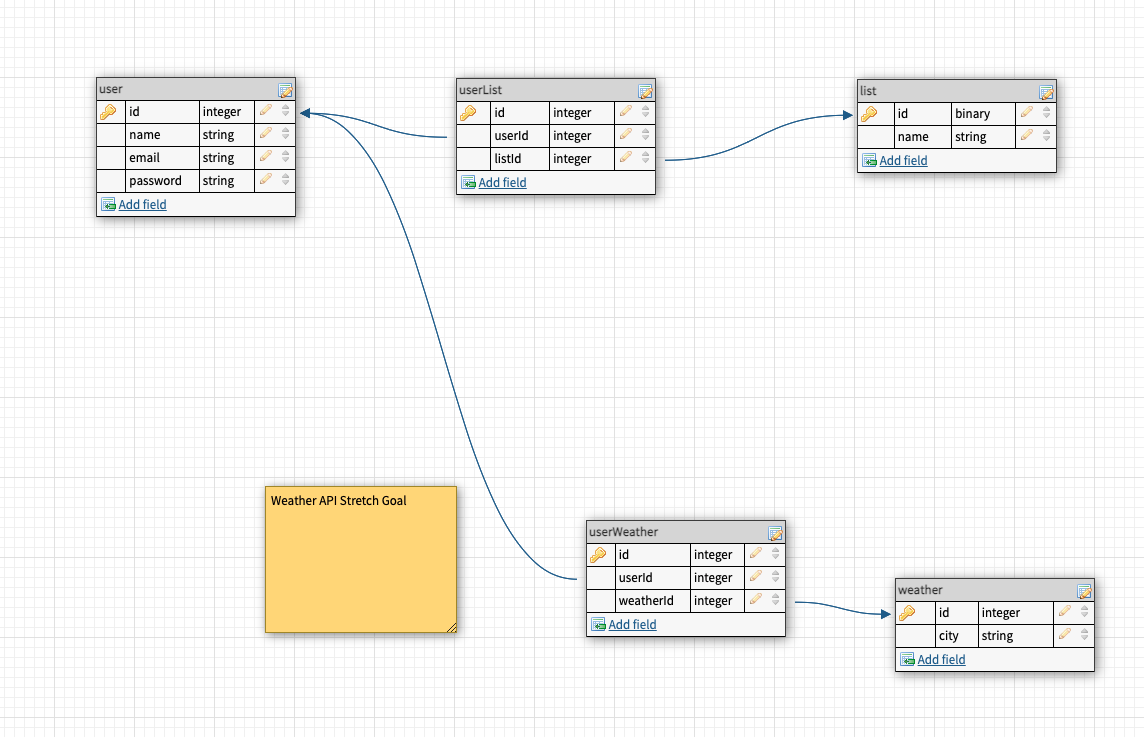 user
id integer
name string
email string
password string
Add field
userList
id integer
userId integer
listId integer
Add field
list
id binary
name string
Add field
Weather API Stretch Goal
userWeather
id integer
userId integer
weatherId integer
Add field
weather
id integer
city string
Add field